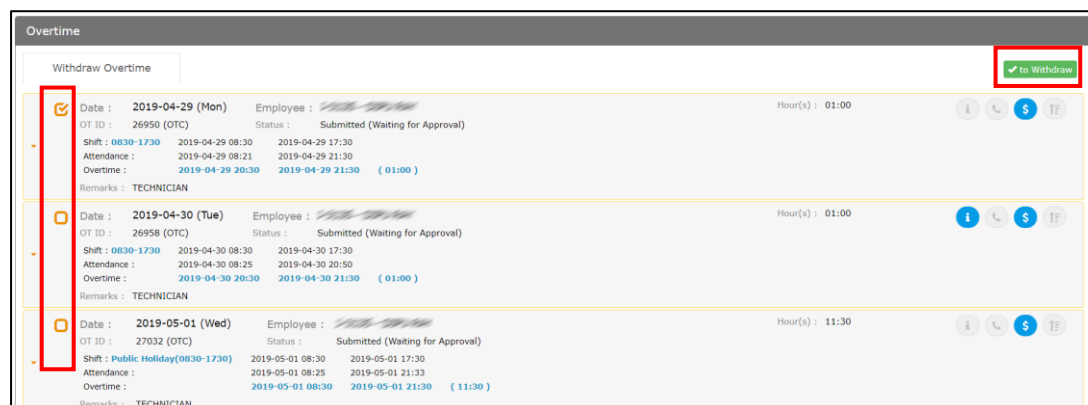 Overtime
Withdraw Overtime
to Withdraw
Date : 2019-04-29 (Mon) Employee : Hour(s) : 01:00
OT ID : 26950 (OTC) Status : Submitted (Waiting for Approval)
Shift : 0830-1730 2019-04-29 08:30 2019-04-29 17:30
Attendance : 2019-04-29 08:21 2019-04-29 21:30
Overtime : 2019-04-29 20:30 2019-04-29 21:30 ( 01:00 )
Remarks : TECHNICIAN
Date : 2019-04-30 (Tue) Employee : Hour(s) : 01:00
OT ID : 26958 (OTC) Status : Submitted (Waiting for Approval)
Shift : 0830-1730 2019-04-30 08:30 2019-04-30 17:30
Attendance : 2019-04-30 08:25 2019-04-30 20:50
Overtime : 2019-04-30 20:30 2019-04-30 21:30 ( 01:00 )
Remarks : TECHNICIAN
Date : 2019-05-01 (Wed) Employee : Hour(s) : 11:30
OT ID : 27032 (OTC) Status : Submitted (Waiting for Approval)
Shift : Public Holiday(0830-1730) 2019-05-01 08:30 2019-05-01 17:30
Attendance : 2019-05-01 08:25 2019-05-01 21:33
Overtime : 2019-05-01 08:30 2019-05-01 21:30 ( 11:30 )
Remarks : TECHNICIAN